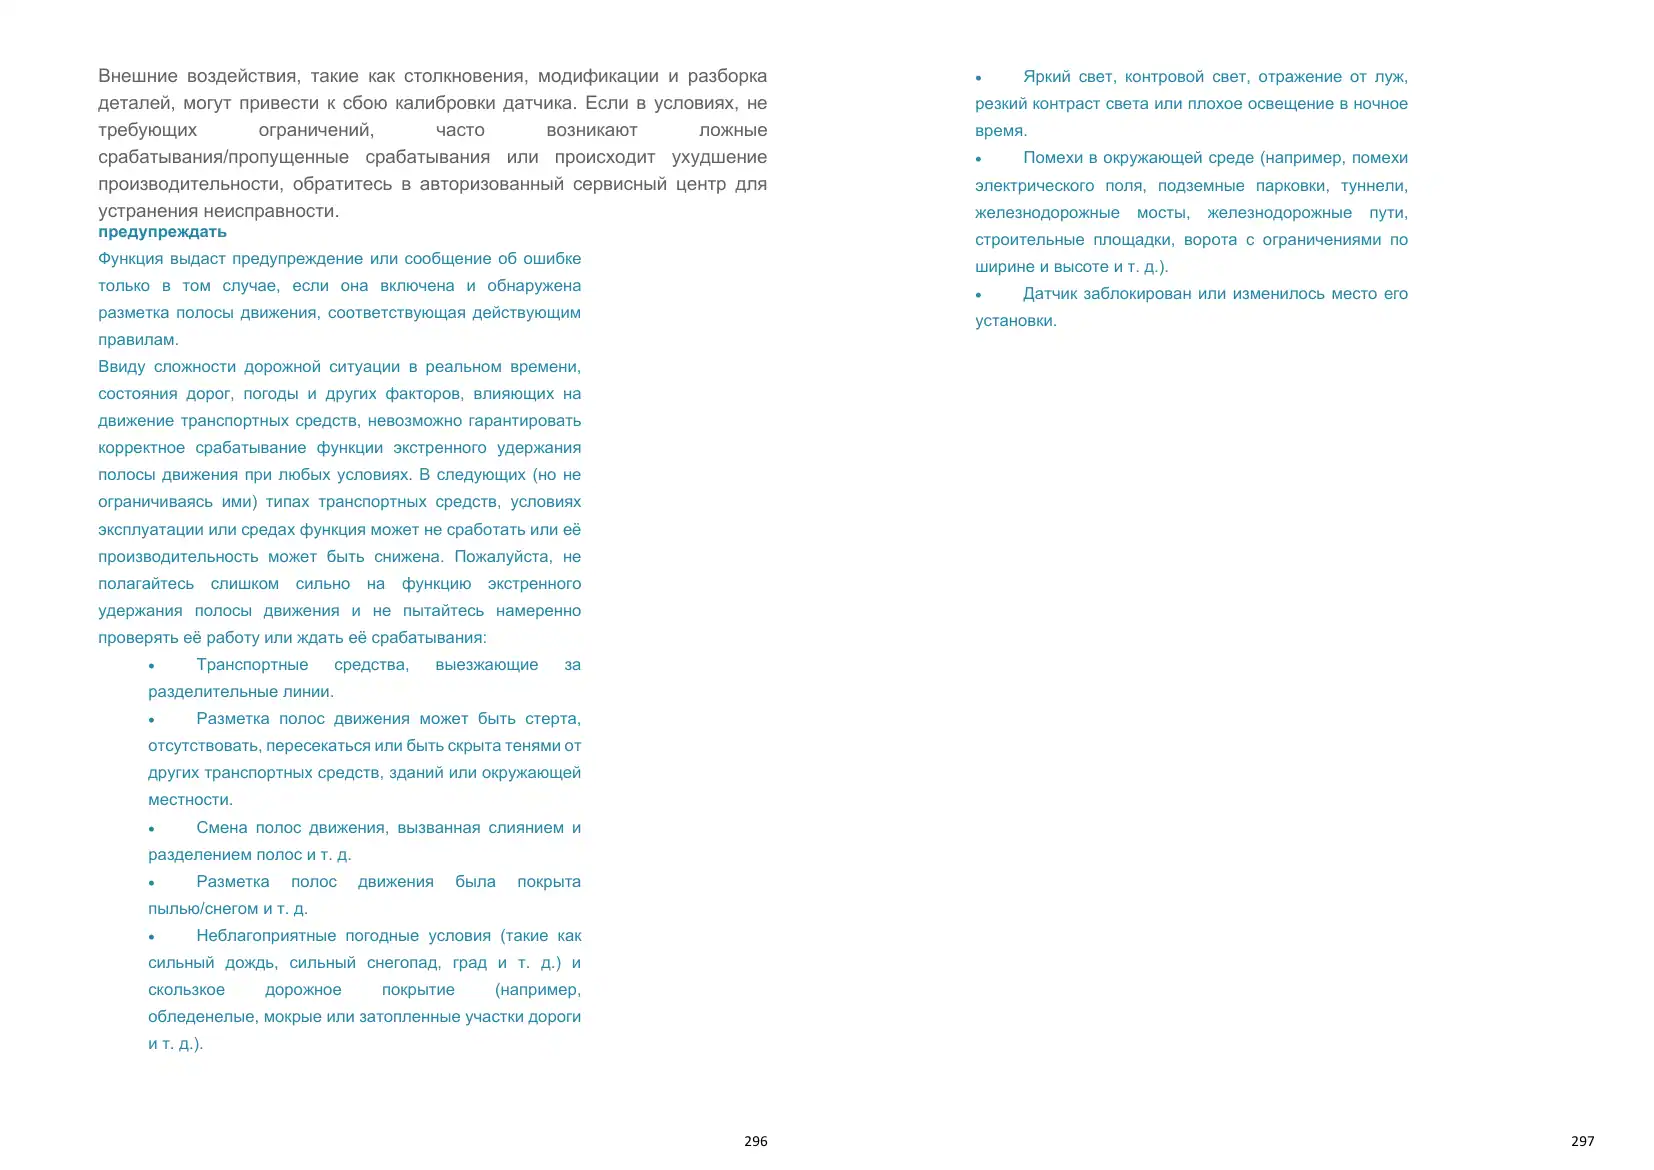 Внешние воздействия, такие как столкновения, модификации и разборка
деталей, могут привести к сбою калибровки датчика. Если в условиях, не
требующих ограничений, часто возникают ложные
срабатывания/пропущенные срабатывания или происходит ухудшение
производительности, обратитесь в авторизованный сервисный центр для
устранения неисправности.
предупреждать
Функция выдаст предупреждение или сообщение об ошибке
только в том случае, если она включена и обнаружена
разметка полосы движения, соответствующая действующим
правилам.
Ввиду сложности дорожной ситуации в реальном времени,
состояния дорог, погоды и других факторов, влияющих на
движение транспортных средств, невозможно гарантировать
корректное срабатывание функции экстренного удержания
полосы движения при любых условиях. В следующих (но не
ограничиваясь ими) типах транспортных средств, условиях
эксплуатации или средах функция может не сработать или её
производительность может быть снижена. Пожалуйста, не
полагайтесь слишком сильно на функцию экстренного
удержания полосы движения и не пытайтесь намеренно
проверять её работу или ждать её срабатывания:
• Транспортные средства, выезжающие за
разделительные линии.
• Разметка полос движения может быть стерта,
отсутствовать, пересекаться или быть скрыта тенями от
других транспортных средств, зданий или окружающей
местности.
• Смена полос движения, вызванная слиянием и
разделением полос и т. д.
• Разметка полос движения была покрыта
пылью/снегом и т. д.
• Неблагоприятные погодные условия (такие как
сильный дождь, сильный снегопад, град и т. д.) и
скользкое дорожное покрытие (например,
обледенелые, мокрые или затопленные участки дороги
и т. д.).
296
• Яркий свет, контровой свет, отражение от луж,
резкий контраст света или плохое освещение в ночное
время.
• Помехи в окружающей среде (например, помехи
электрического поля, подземные парковки, туннели,
железнодорожные мосты, железнодорожные пути,
строительные площадки, ворота с ограничениями по
ширине и высоте и т. д.).
• Датчик заблокирован или изменилось место его
установки.
297